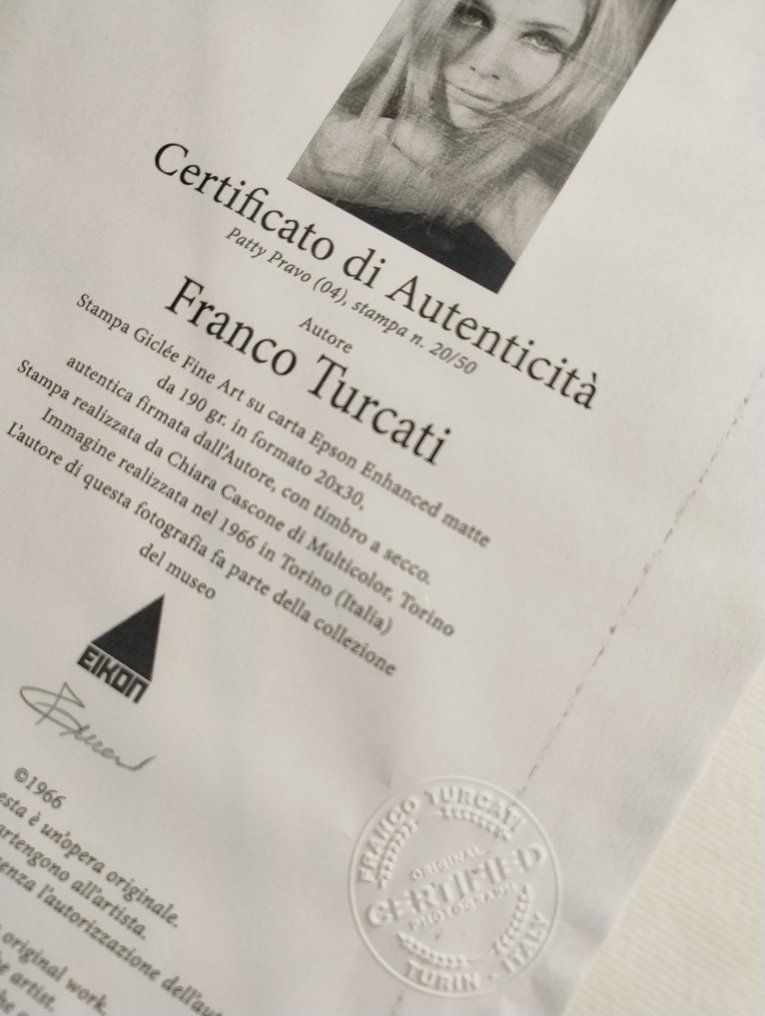 Certificato di Autenticità
Patty Pravo (04), stampa n. 20/50
Autore
Franco Turcati
Stampa Giclée Fine Art su carta Epson Enhanced matte
da 190 gr. in formato 20x30,
autentica firmata dall'Autore, con timbro a secco.
Stampa realizzata da Chiara Cascone di Multicolor, Torino
Immagine realizzata nel 1966 in Torino (Italia)
L'autore di questa fotografia fa parte della collezione
del museo
EIKON
©1966
esta è un'opera originale.
artengono all'artista.
enza l'autorizzazione dell'aut
original work.
he artist.
FRANCO TURCATI
ORIGINAL
CERTIFIED
PHOTOGRAPH
TURIN - ITALY